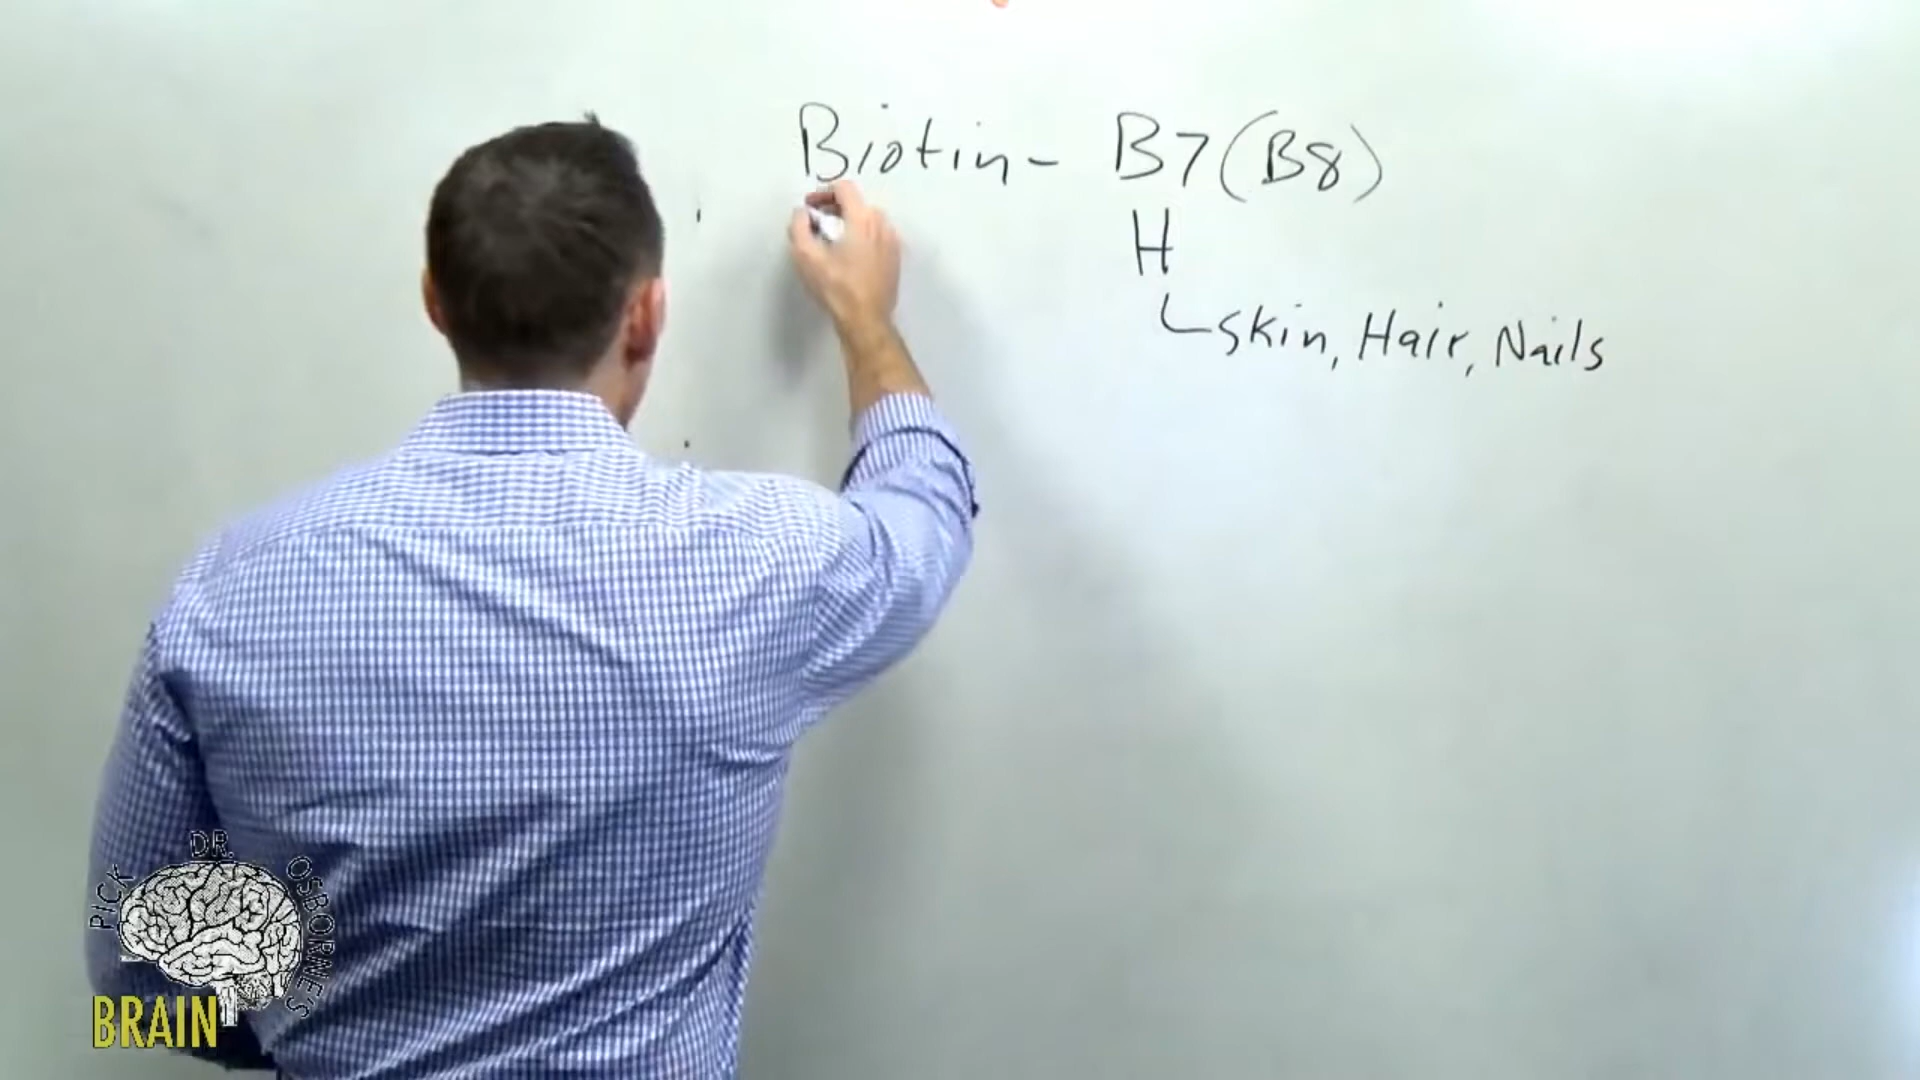 Biotin - B7 (B8)
H
skin, Hair, Nails
PICK DR. OSBORNE'S
BRAIN